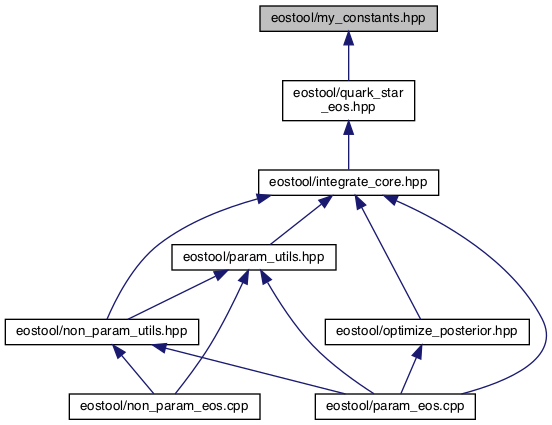 eostool/my_constants.hpp
eostool/quark_star
_eos.hpp
eostool/integrate_core.hpp
eostool/param_utils.hpp
eostool/non_param_utils.hpp
eostool/optimize_posterior.hpp
eostool/non_param_eos.cpp
eostool/param_eos.cpp